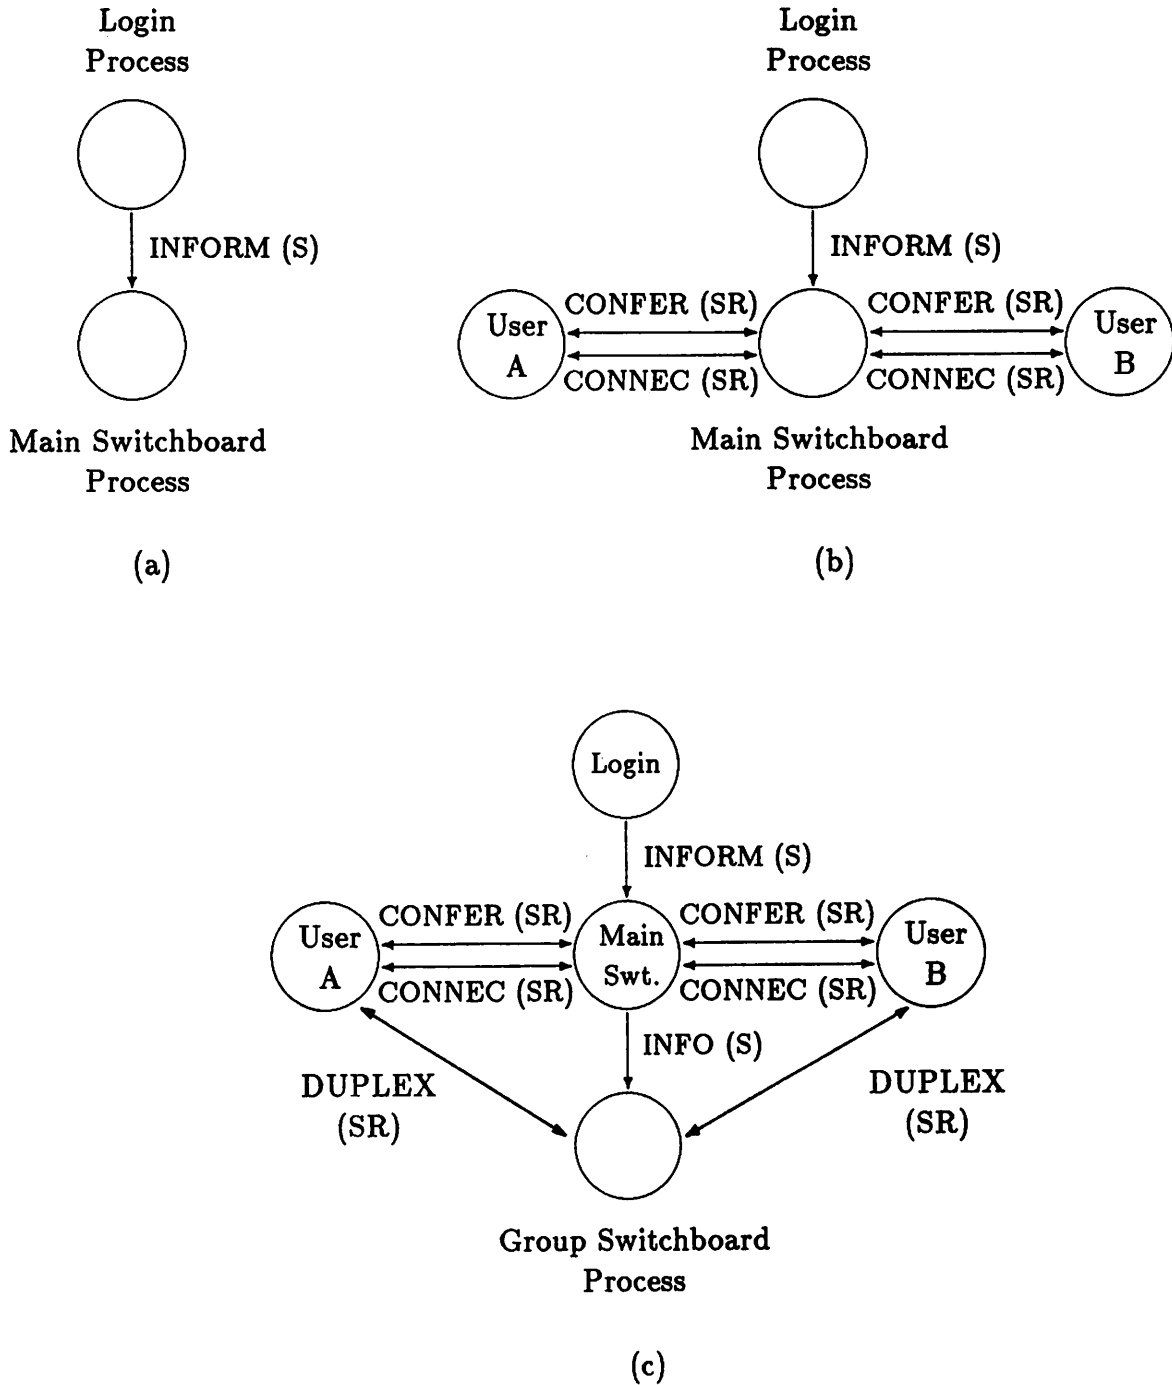 Login
Process
INFORM (S)
Main Switchboard
Process
(a)
Login
Process
INFORM (S)
CONFER (SR)
CONFER (SR)
User
A
User
B
CONNEC (SR)
CONNEC (SR)
Main Switchboard
Process
(b)
Login
INFORM (S)
CONFER (SR)
CONFER (SR)
User
A
Main
Swt.
User
B
CONNEC (SR)
CONNEC (SR)
INFO (S)
DUPLEX
(SR)
DUPLEX
(SR)
Group Switchboard
Process
(c)